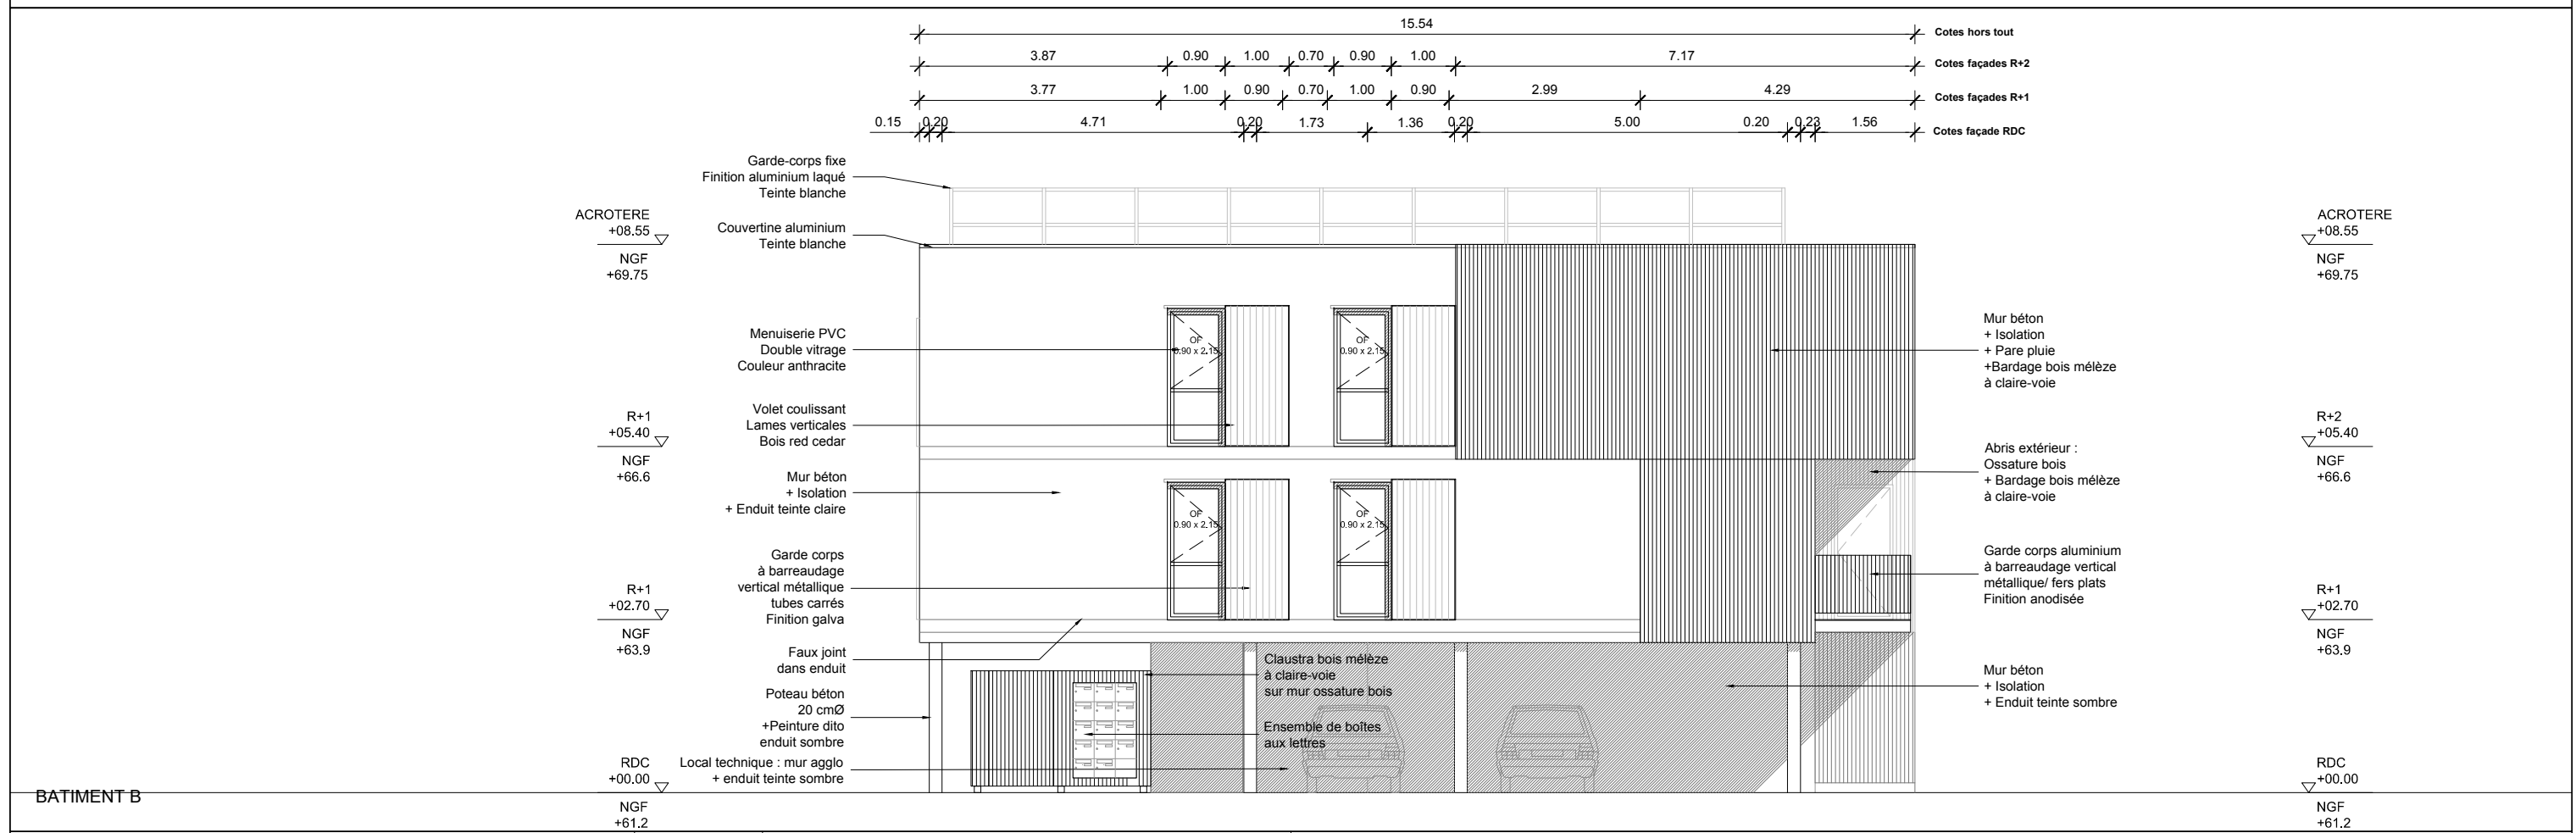 15.54 Cotes hors tout
3.87 0.90 1.00 0.70 0.90 1.00 7.17 Cotes façades R+2
3.77 1.00 0.90 0.70 1.00 0.90 2.99 4.29 Cotes façades R+1
0.15 0.20 4.71 0.20 1.73 1.36 0.20 5.00 0.20 0.23 1.56 Cotes façade RDC
Garde-corps fixe
Finition aluminium laqué
Teinte blanche
Couvertine aluminium
Teinte blanche
Menuiserie PVC
Double vitrage
Couleur anthracite
Volet coulissant
Lames verticales
Bois red cedar
Mur béton
+ Isolation
+ Enduit teinte claire
Garde corps
à barreaudage
vertical métallique
tubes carrés
Finition galva
Faux joint
dans enduit
Poteau béton
20 cmØ
+Peinture dito
enduit sombre
Local technique : mur agglo
+ enduit teinte sombre
ACROTERE
+08.55
NGF
+69.75
R+1
+05.40
NGF
+66.6
R+1
+02.70
NGF
+63.9
RDC
+00.00
NGF
+61.2
BATIMENT B
OF
0.90 x 2.15
OF
0.90 x 2.15
OF
0.90 x 2.15
OF
0.90 x 2.15
Claustra bois mélèze
à claire-voie
sur mur ossature bois
Ensemble de boîtes
aux lettres
Mur béton
+ Isolation
+ Pare pluie
+Bardage bois mélèze
à claire-voie
Abris extérieur :
Ossature bois
+ Bardage bois mélèze
à claire-voie
Garde corps aluminium
à barreaudage vertical
métallique/ fers plats
Finition anodisée
Mur béton
+ Isolation
+ Enduit teinte sombre
ACROTERE
+08.55
NGF
+69.75
R+2
+05.40
NGF
+66.6
R+1
+02.70
NGF
+63.9
RDC
+00.00
NGF
+61.2